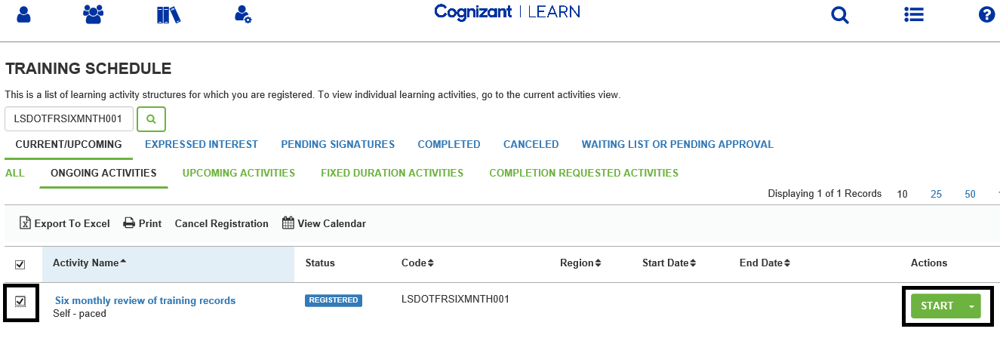 Cognizant | LEARN
TRAINING SCHEDULE
This is a list of learning activity structures for which you are registered. To view individual learning activities, go to the current activities view.
LSDOTFRSIXMNTH001
CURRENT/UPCOMING EXPRESSED INTEREST PENDING SIGNATURES COMPLETED CANCELED WAITING LIST OR PENDING APPROVAL
ALL ONGOING ACTIVITIES UPCOMING ACTIVITIES FIXED DURATION ACTIVITIES COMPLETION REQUESTED ACTIVITIES
Displaying 1 of 1 Records 10 25 50
Export To Excel Print Cancel Registration View Calendar
Activity Name Status Code Region Start Date End Date Actions
Six monthly review of training records REGISTERED LSDOTFRSIXMNTH001 START
Self - paced